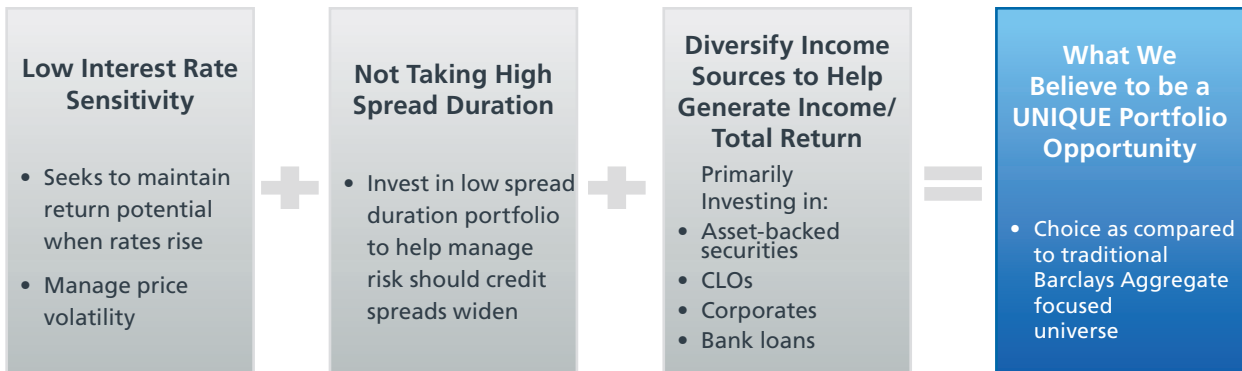 Low Interest Rate
Sensitivity
• Seeks to maintain
return potential
when rates rise
• Manage price
volatility
Not Taking High
Spread Duration
• Invest in low spread
duration portfolio
to help manage
risk should credit
spreads widen
Diversify Income
Sources to Help
Generate Income/
Total Return
Primarily
Investing in:
• Asset-backed
securities
• CLOs
• Corporates
• Bank loans
What We
Believe to be a
UNIQUE Portfolio
Opportunity
• Choice as compared
to traditional
Barclays Aggregate
focused
universe